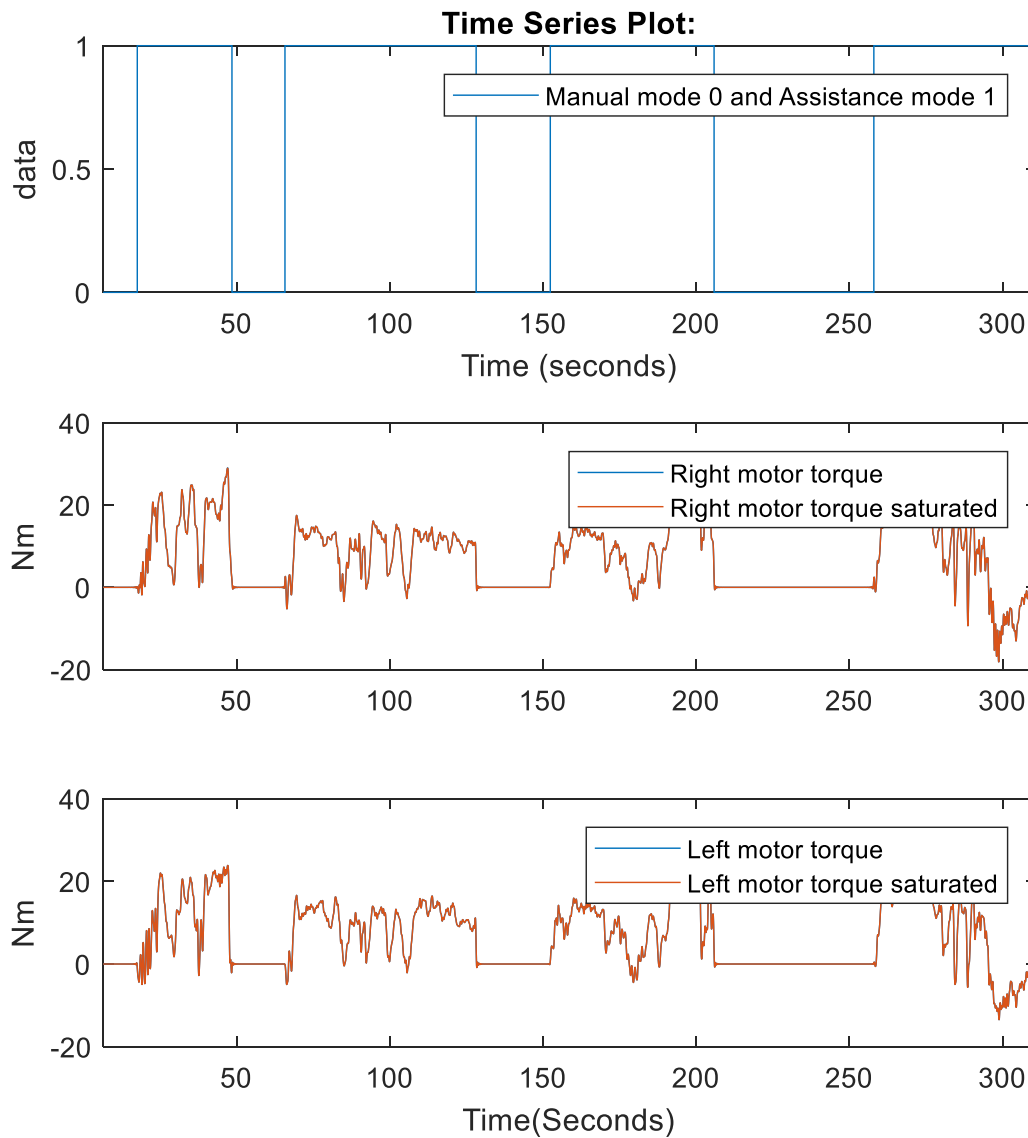 Time Series Plot:
1
Manual mode 0 and Assistance mode 1
data
0.5
0
50 100 150 200 250 300
Time (seconds)
40
Right motor torque
Right motor torque saturated
20
Nm
0
-20
50 100 150 200 250 300
40
Left motor torque
Left motor torque saturated
20
Nm
0
-20
50 100 150 200 250 300
Time(Seconds)